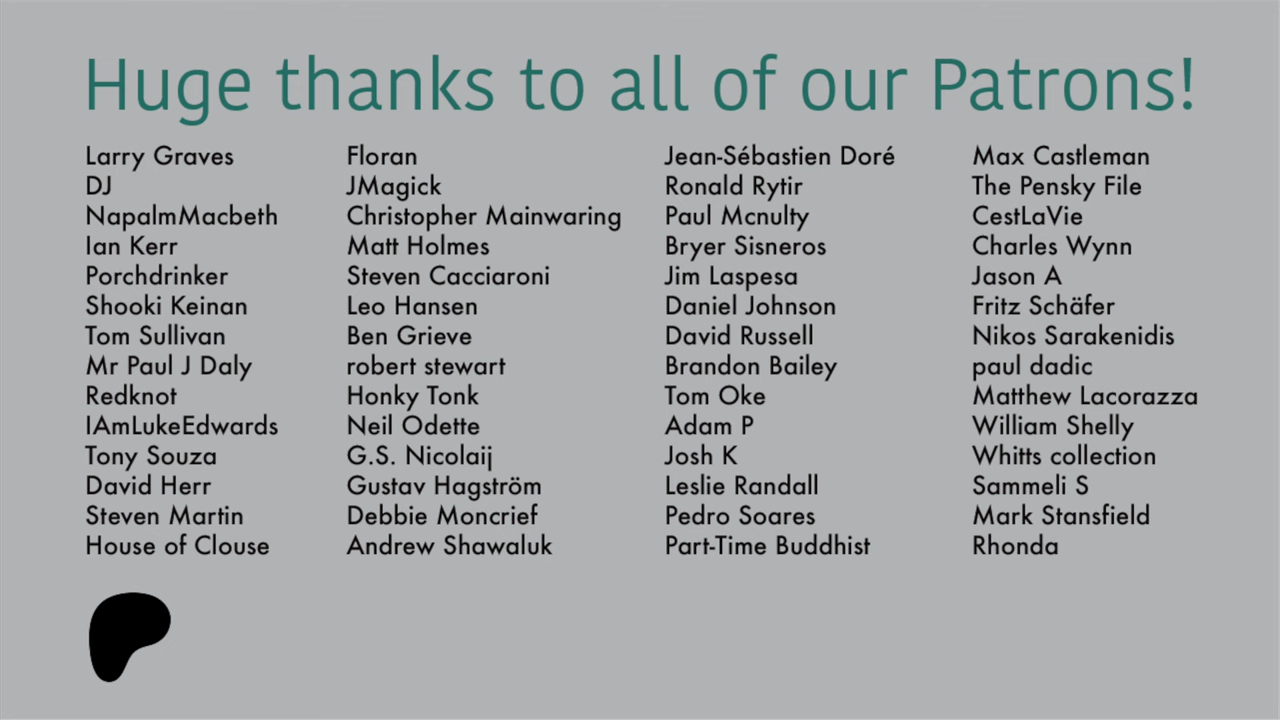 Huge thanks to all of our Patrons!
Larry Graves
DJ
NapalmMacbeth
Ian Kerr
Porchdrinker
Shooki Keinan
Tom Sullivan
Mr Paul J Daly
Redknot
IAmLukeEdwards
Tony Souza
David Herr
Steven Martin
House of Clouse
Floran
JMagick
Christopher Mainwaring
Matt Holmes
Steven Cacciaroni
Leo Hansen
Ben Grieve
robert stewart
Honky Tonk
Neil Odette
G.S. Nicolaij
Gustav Hagström
Debbie Moncrief
Andrew Shawaluk
Jean-Sébastien Doré
Ronald Rytir
Paul Mcnulty
Bryer Sisneros
Jim Laspesa
Daniel Johnson
David Russell
Brandon Bailey
Tom Oke
Adam P
Josh K
Leslie Randall
Pedro Soares
Part-Time Buddhist
Max Castleman
The Pensky File
CestLaVie
Charles Wynn
Jason A
Fritz Schäfer
Nikos Sarakenidis
paul dadic
Matthew Lacorazza
William Shelly
Whitts collection
Sammeli S
Mark Stansfield
Rhonda